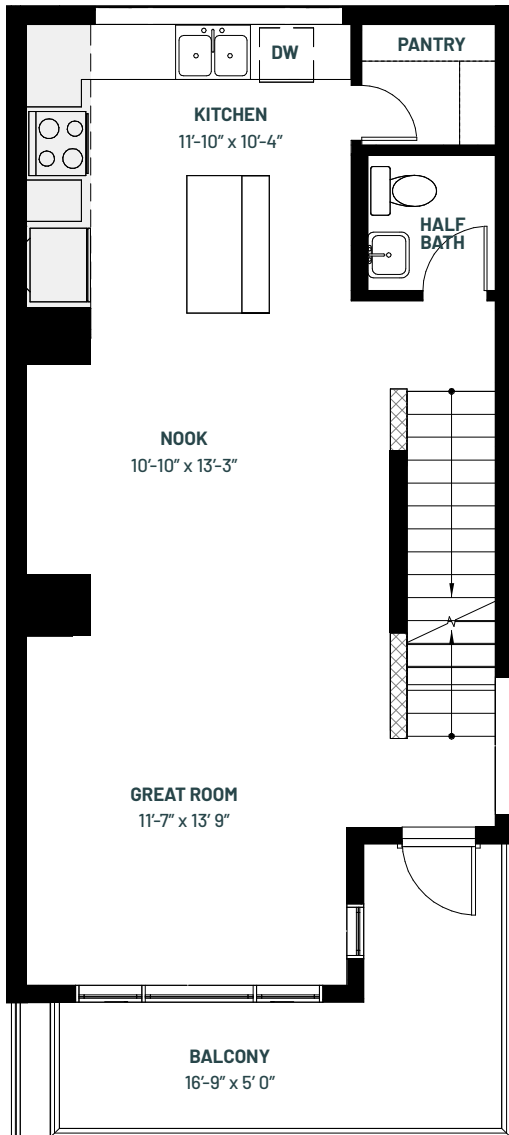 PANTRY
DW
KITCHEN
11'-10" x 10'-4"
HALF
BATH
NOOK
10'-10" x 13'-3"
GREAT ROOM
11'-7" x 13' 9"
BALCONY
16'-9" x 5' 0"